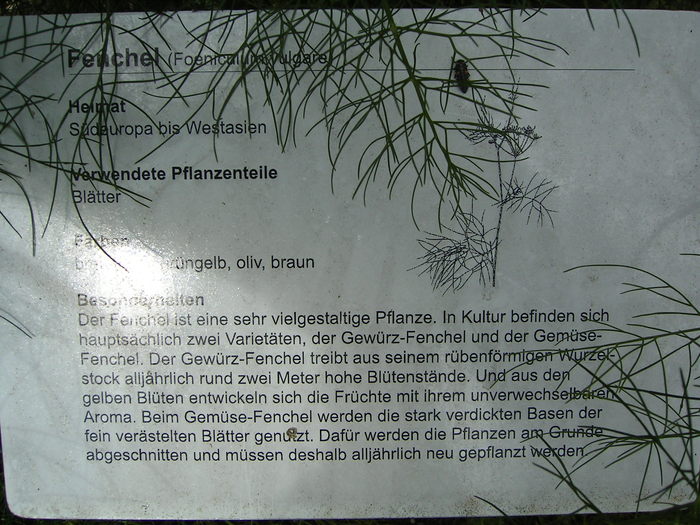 Fenchel (Foeniculum vulgare)
Heimat
Südeuropa bis Westasien
Verwendete Pflanzenteile
Blätter
Farben
oliv, braun
Besonderheiten
Der Fenchel ist eine sehr vielgestaltige Pflanze. In Kultur befinden sich
hauptsächlich zwei Varietäten, der Gewürz-Fenchel und der Gemüse-
Fenchel. Der Gewürz-Fenchel treibt aus seinem rübenförmigen Wurzel-
stock alljährlich rund zwei Meter hohe Blütenstände. Und aus den
gelben Blüten entwickeln sich die Früchte mit ihrem unverwechselbaren
Aroma. Beim Gemüse-Fenchel werden die stark verdickten Basen der
fein verästelten Blätter genutzt. Dafür werden die Pflanzen am Grunde
abgeschnitten und müssen deshalb alljährlich neu gepflanzt werden.